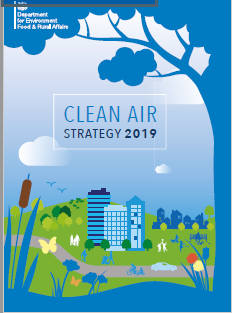 Department
for Environment
Food & Rural Affairs
CLEAN AIR
STRATEGY 2019